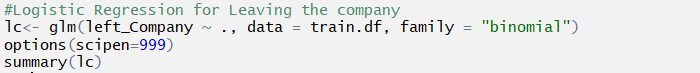 #Logistic Regression for Leaving the company
lc<- glm(left_Company ~ ., data = train.df, family = "binomial")
options(scipen=999)
summary(lc)